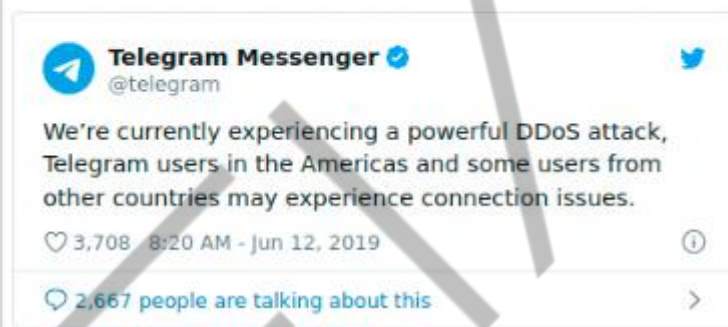 Telegram Messenger
@telegram
We're currently experiencing a powerful DDoS attack,
Telegram users in the Americas and some users from
other countries may experience connection issues.
3,708 8:20 AM - Jun 12, 2019
2,667 people are talking about this